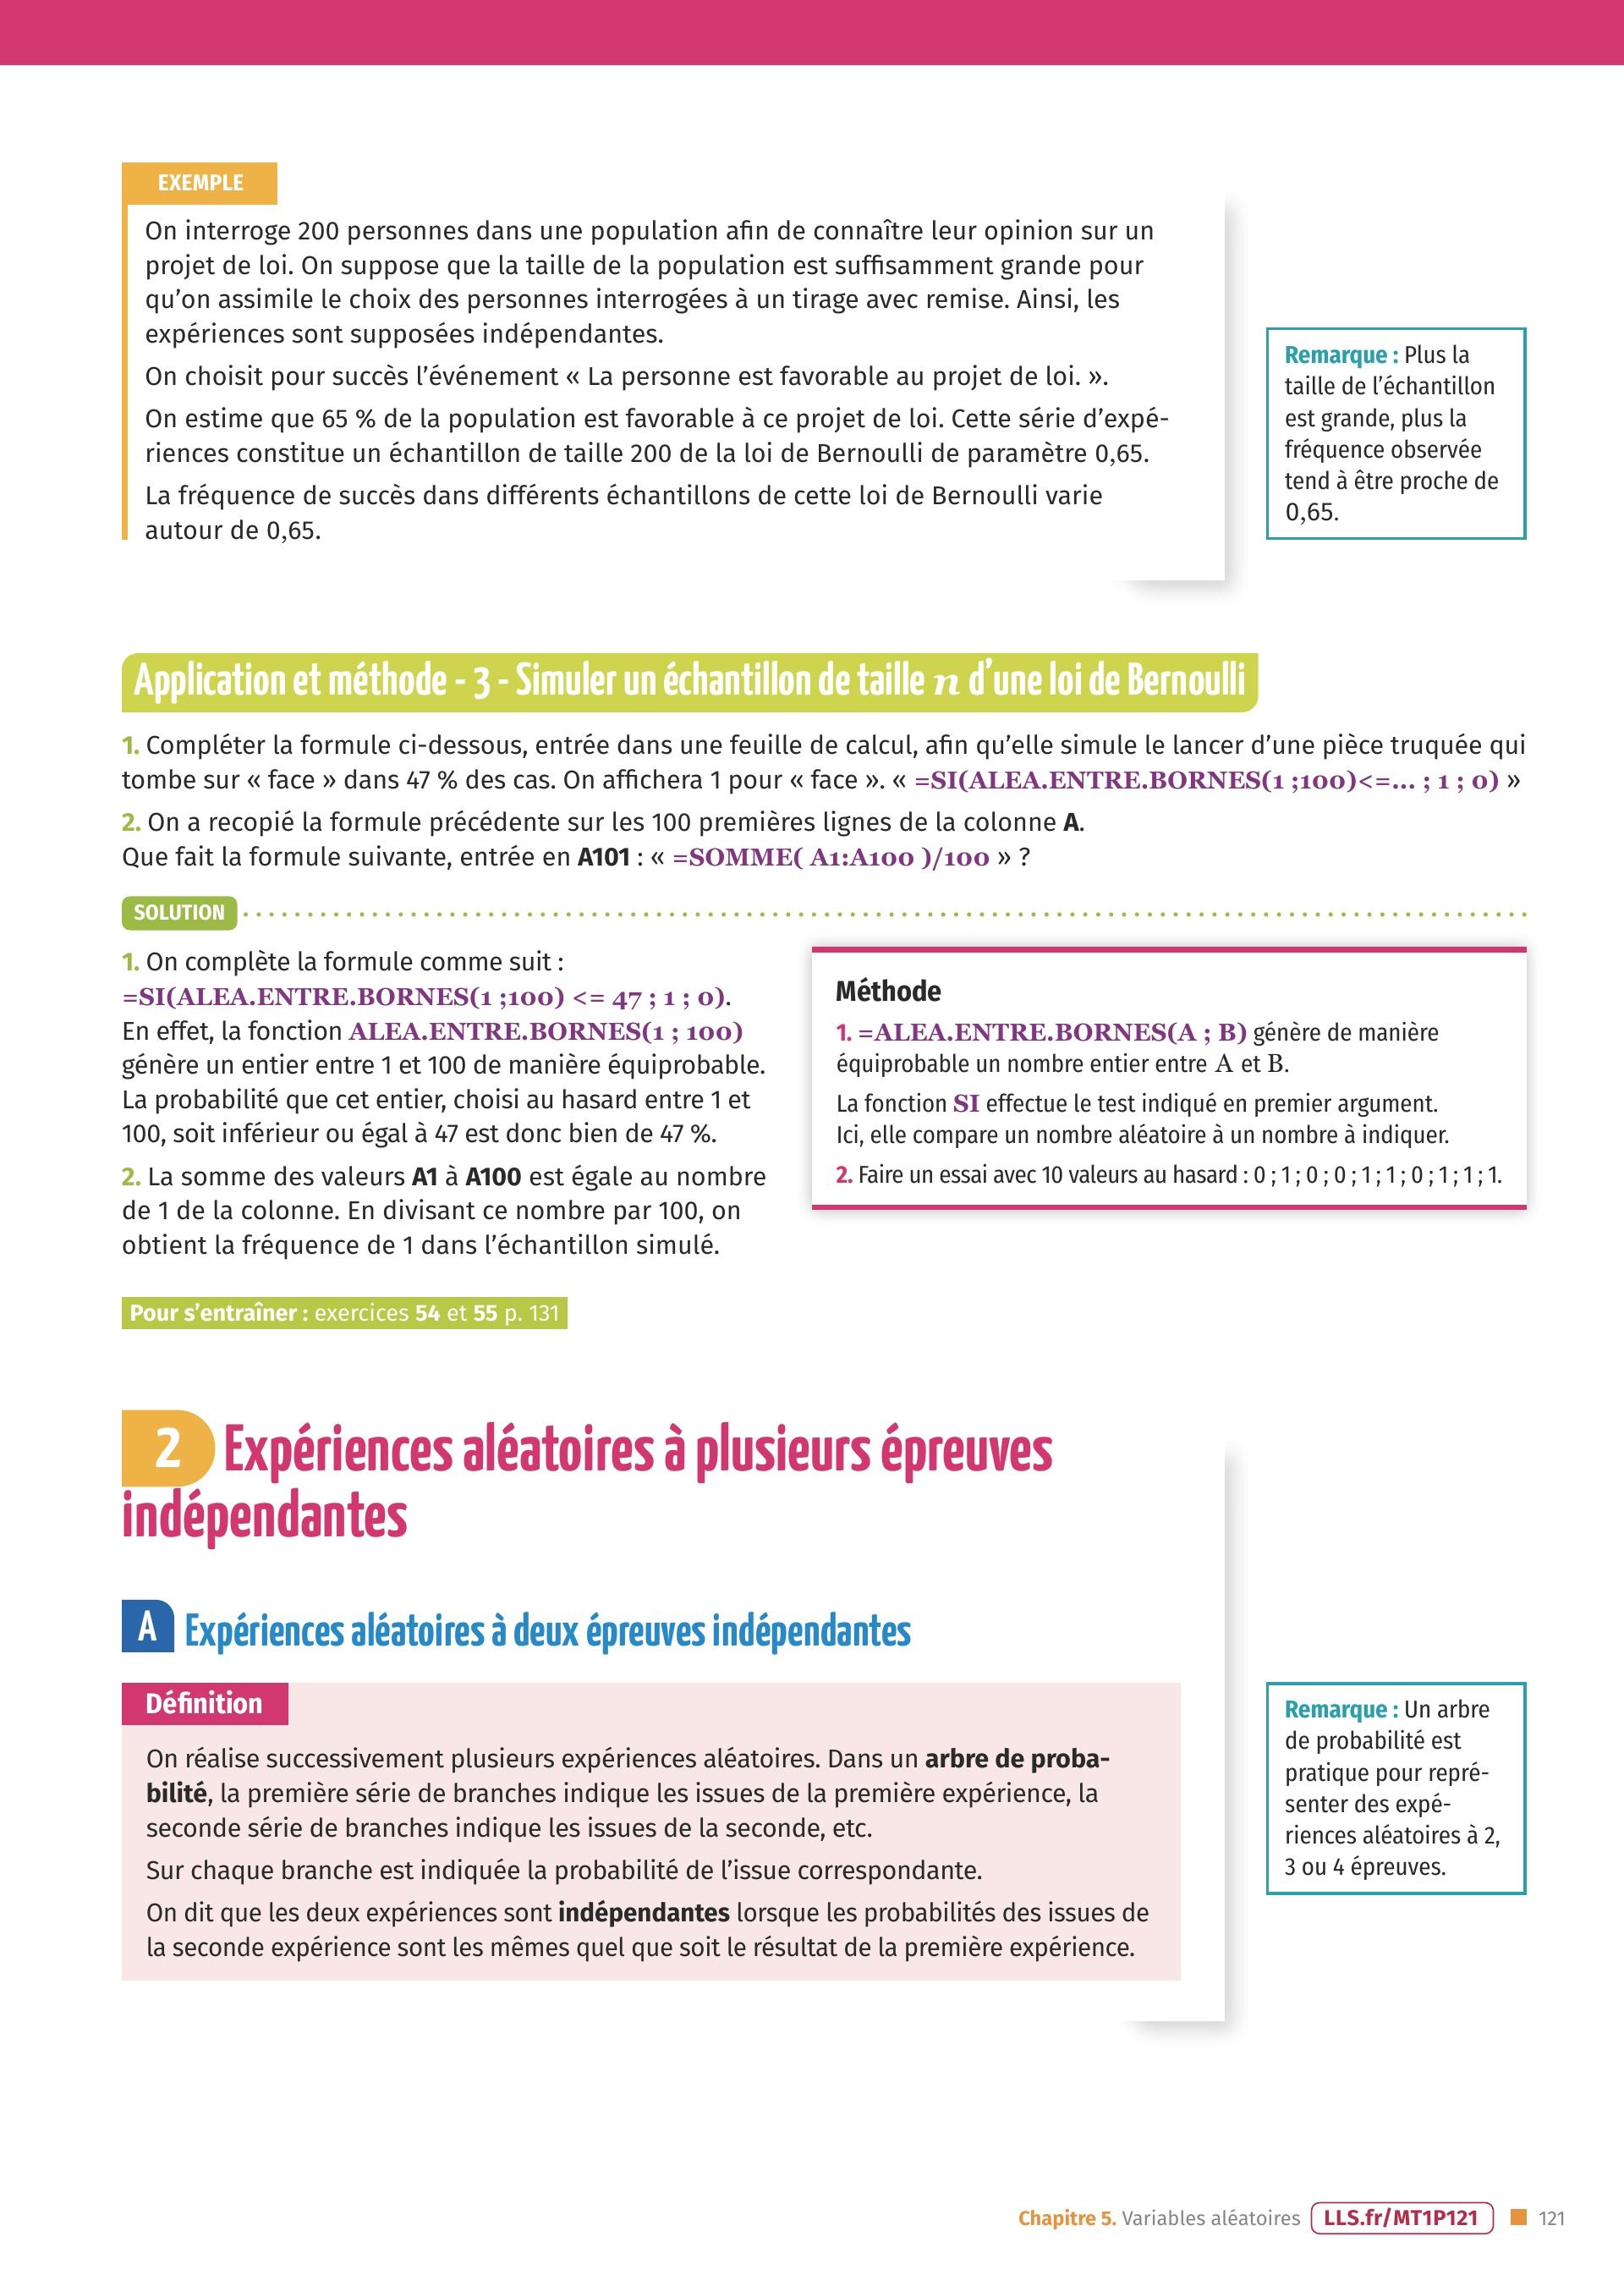 EXEMPLE
On interroge 200 personnes dans une population afin de connaître leur opinion sur un
projet de loi. On suppose que la taille de la population est suffisamment grande pour
qu'on assimile le choix des personnes interrogées à un tirage avec remise. Ainsi, les
expériences sont supposées indépendantes.
On choisit pour succès l'événement « La personne est favorable au projet de loi. ».
On estime que 65 % de la population est favorable à ce projet de loi. Cette série d'expé-
riences constitue un échantillon de taille 200 de la loi de Bernoulli de paramètre 0,65.
La fréquence de succès dans différents échantillons de cette loi de Bernoulli varie
autour de 0,65.
Remarque : Plus la
taille de l'échantillon
est grande, plus la
fréquence observée
tend à être proche de
0,65.
Application et méthode - 3 - Simuler un échantillon de taille n d'une loi de Bernoulli
1. Compléter la formule ci-dessous, entrée dans une feuille de calcul, afin qu'elle simule le lancer d'une pièce truquée qui
tombe sur « face » dans 47 % des cas. On affichera 1 pour « face ». « =SI(ALEA.ENTRE.BORNES(1 ;100)<=... ; 1 ; 0) »
2. On a recopié la formule précédente sur les 100 premières lignes de la colonne A.
Que fait la formule suivante, entrée en A101 : « =SOMME( A1:A100 )/100 » ?
SOLUTION
1. On complète la formule comme suit :
=SI(ALEA.ENTRE.BORNES(1 ;100) <= 47 ; 1 ; 0).
En effet, la fonction ALEA.ENTRE.BORNES(1 ; 100)
génère un entier entre 1 et 100 de manière équiprobable.
La probabilité que cet entier, choisi au hasard entre 1 et
100, soit inférieur ou égal à 47 est donc bien de 47 %.
2. La somme des valeurs A1 à A100 est égale au nombre
de 1 de la colonne. En divisant ce nombre par 100, on
obtient la fréquence de 1 dans l'échantillon simulé.
Méthode
1. =ALEA.ENTRE.BORNES(A ; B) génère de manière
équiprobable un nombre entier entre A et B.
La fonction SI effectue le test indiqué en premier argument.
Ici, elle compare un nombre aléatoire à un nombre à indiquer.
2. Faire un essai avec 10 valeurs au hasard : 0 ; 1 ; 0 ; 0 ; 1 ; 1 ; 0 ; 1 ; 1 ; 1.
Pour s'entraîner : exercices 54 et 55 p. 131
2 Expériences aléatoires à plusieurs épreuves
indépendantes
A Expériences aléatoires à deux épreuves indépendantes
Définition
On réalise successivement plusieurs expériences aléatoires. Dans un arbre de proba-
bilité, la première série de branches indique les issues de la première expérience, la
seconde série de branches indique les issues de la seconde, etc.
Sur chaque branche est indiquée la probabilité de l'issue correspondante.
On dit que les deux expériences sont indépendantes lorsque les probabilités des issues de
la seconde expérience sont les mêmes quel que soit le résultat de la première expérience.
Remarque : Un arbre
de probabilité est
pratique pour repré-
senter des expé-
riences aléatoires à 2,
3 ou 4 épreuves.
Chapitre 5. Variables aléatoires LLS.fr/MT1P121 121